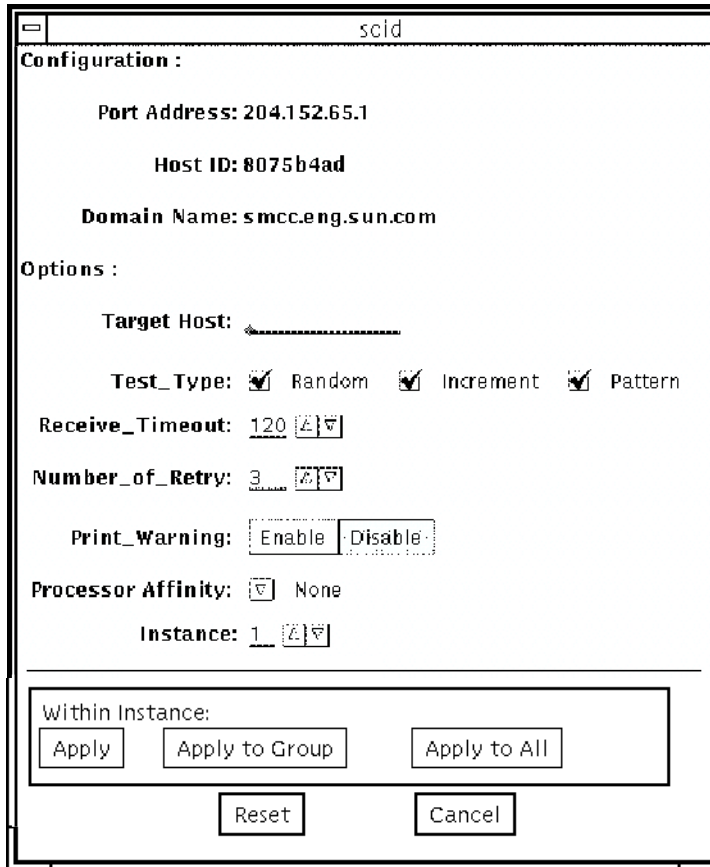 scid
Configuration :
Port Address: 204.152.65.1
Host ID: 8075b4ad
Domain Name: smcc.eng.sun.com
Options :
Target Host:
Test_Type: Random Increment Pattern
Receive_Timeout: 120
Number_of_Retry: 3
Print_Warning: Enable Disable
Processor Affinity: None
Instance: 1
Within Instance:
Apply Apply to Group Apply to All
Reset Cancel